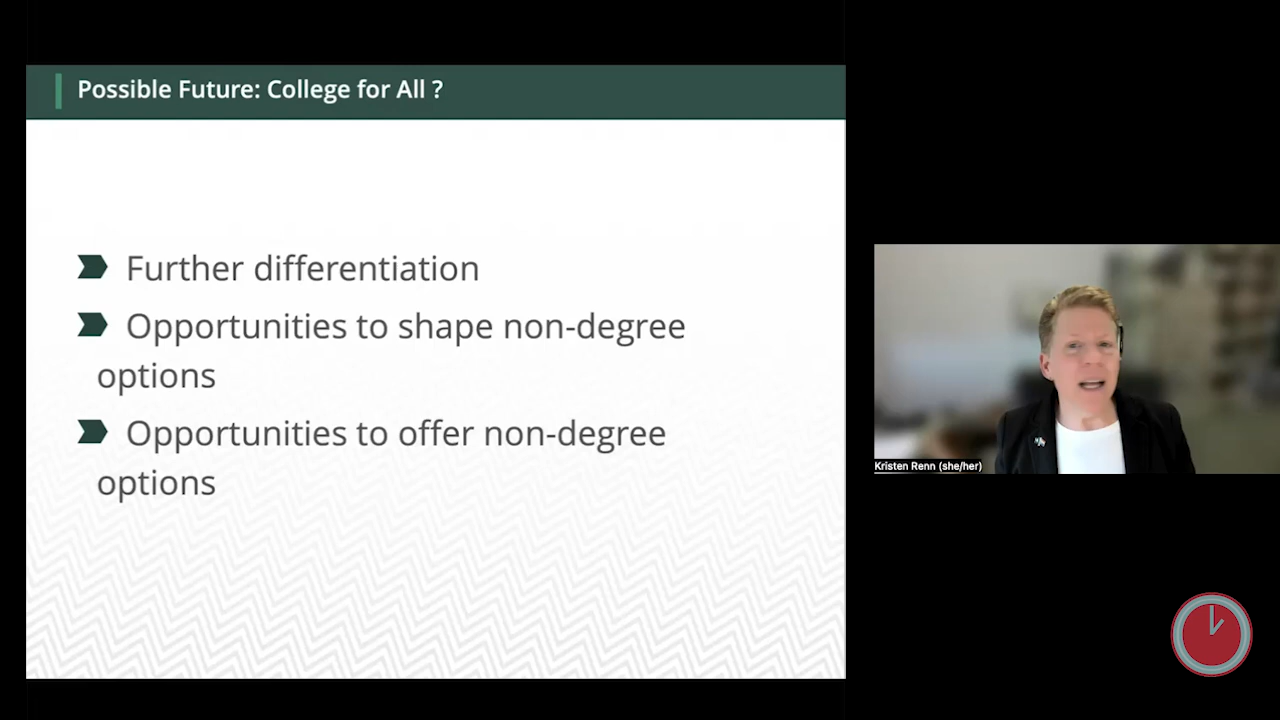 Possible Future: College for All ?
Further differentiation
Opportunities to shape non-degree
options
Opportunities to offer non-degree
options
Kristen Renn (she/her)